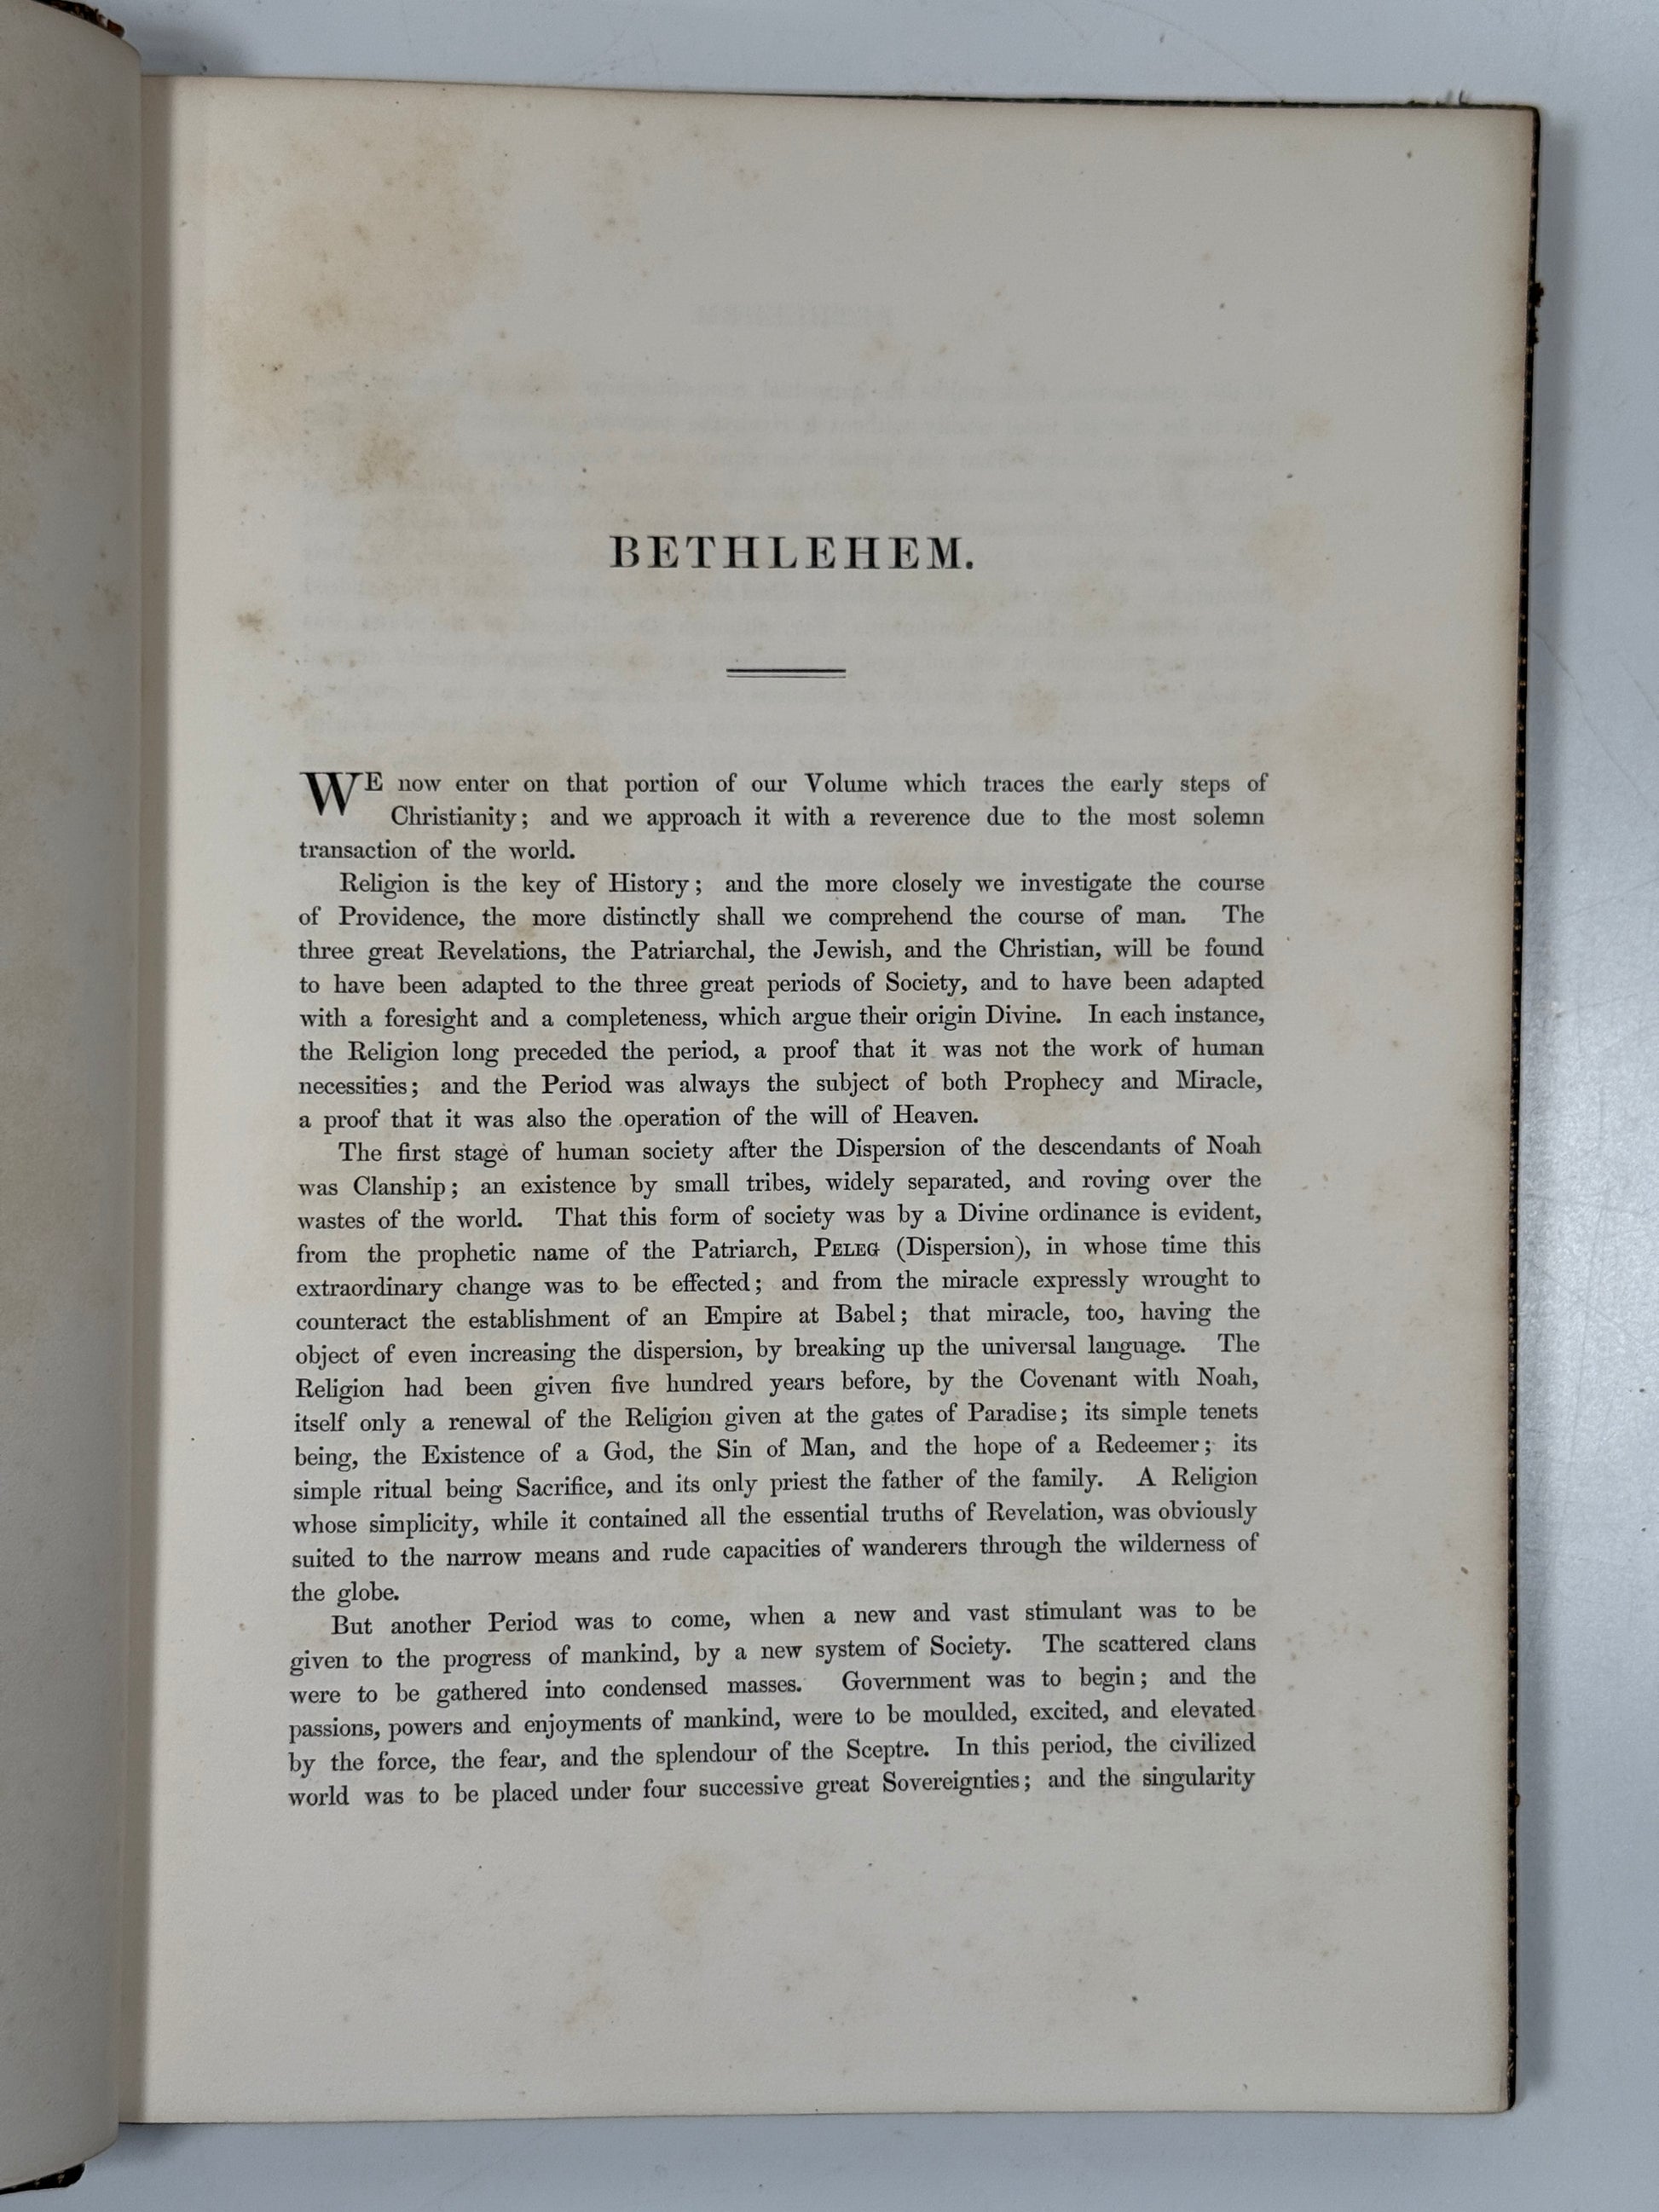 BETHLEHEM.
WE now enter on that portion of our Volume which traces the early steps of
Christianity; and we approach it with a reverence due to the most solemn
transaction of the world.
Religion is the key of History; and the more closely we investigate the course
of Providence, the more distinctly shall we comprehend the course of man. The
three great Revelations, the Patriarchal, the Jewish, and the Christian, will be found
to have been adapted to the three great periods of Society, and to have been adapted
with a foresight and a completeness, which argue their origin Divine. In each instance,
the Religion long preceded the period, a proof that it was not the work of human
necessities; and the Period was always the subject of both Prophecy and Miracle,
a proof that it was also the operation of the will of Heaven.
The first stage of human society after the Dispersion of the descendants of Noah
was Clanship; an existence by small tribes, widely separated, and roving over the
wastes of the world. That this form of society was by a Divine ordinance is evident,
from the prophetic name of the Patriarch, PELEG (Dispersion), in whose time this
extraordinary change was to be effected; and from the miracle expressly wrought to
counteract the establishment of an Empire at Babel; that miracle, too, having the
object of even increasing the dispersion, by breaking up the universal language. The
Religion had been given five hundred years before, by the Covenant with Noah,
itself only a renewal of the Religion given at the gates of Paradise; its simple tenets
being, the Existence of a God, the Sin of Man, and the hope of a Redeemer; its
simple ritual being Sacrifice, and its only priest the father of the family. A Religion
whose simplicity, while it contained all the essential truths of Revelation, was obviously
suited to the narrow means and rude capacities of wanderers through the wilderness of
the globe.
But another Period was to come, when a new and vast stimulant was to be
given to the progress of mankind, by a new system of Society. The scattered clans
were to be gathered into condensed masses. Government was to begin; and the
passions, powers and enjoyments of mankind, were to be moulded, excited, and elevated
by the force, the fear, and the splendour of the Sceptre. In this period, the civilized
world was to be placed under four successive great Sovereignties; and the singularity